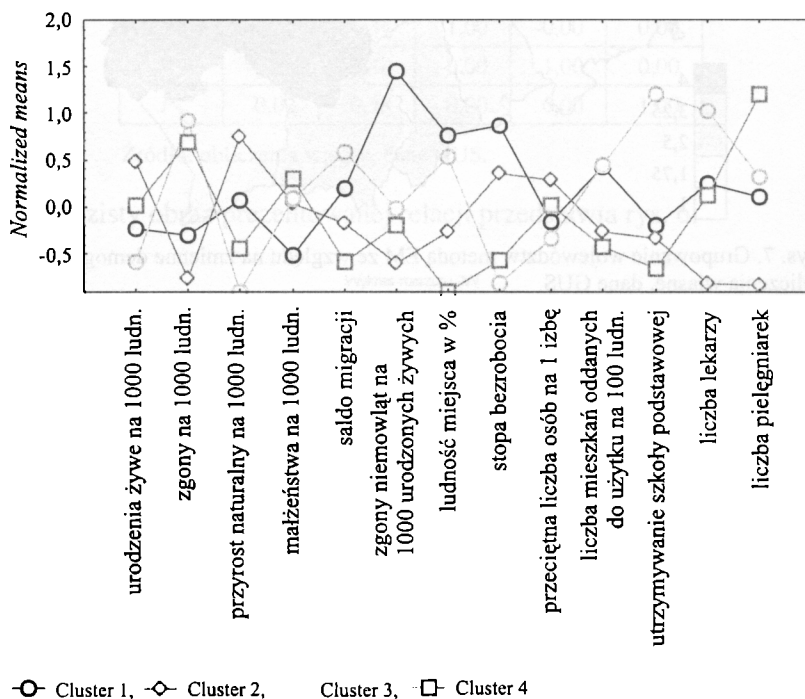 2,0
1,5
1,0
0,5
0,0
-0,5
Normalized means
urodzenia żywe na 1000 ludn.
zgony na 1000 ludn.
przyrost naturalny na 1000 ludn.
małżeństwa na 1000 ludn.
saldo migracji
zgony niemowląt na
1000 urodzonych żywych
ludność miejsca w %
stopa bezrobocia
przeciętna liczba osób na 1 izbę
liczba mieszkań oddanych
do użytku na 100 ludn.
utrzymywanie szkoły podstawowej
liczba lekarzy
liczba pielęgniarek
Cluster 1, Cluster 2, Cluster 3, Cluster 4